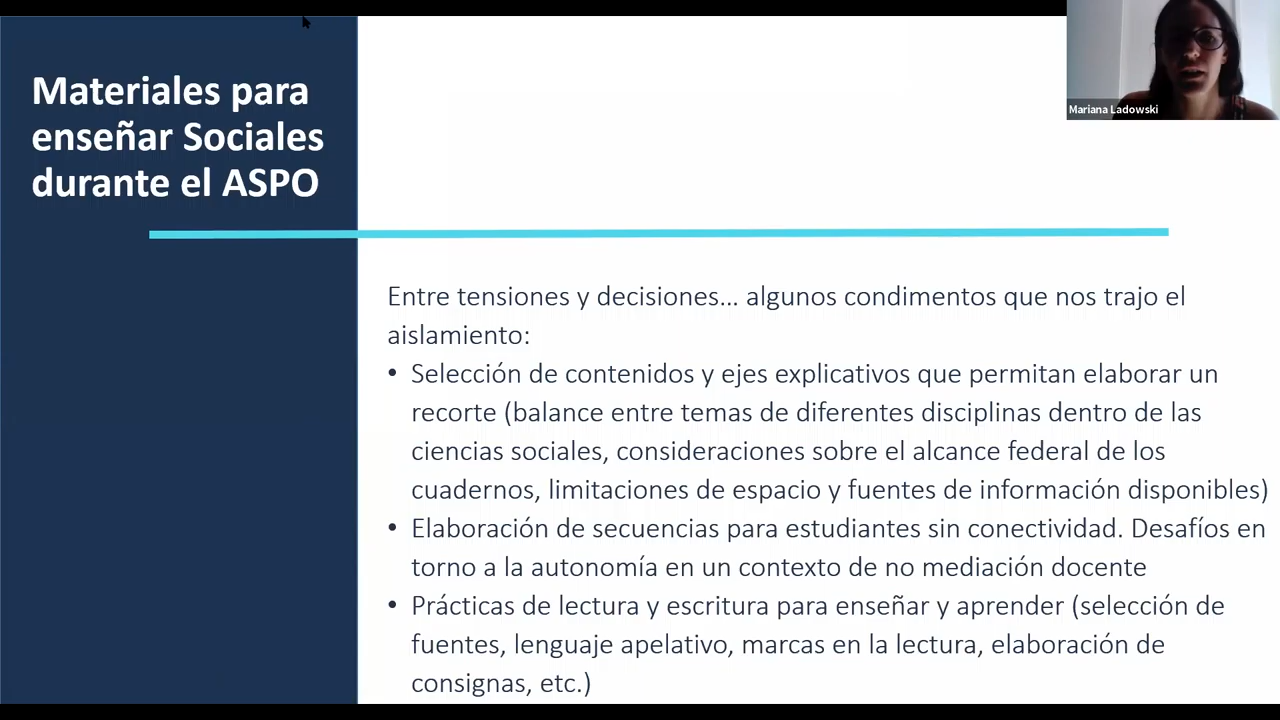 Materiales para
enseñar Sociales
durante el ASPO
Mariana Ladowski
Entre tensiones y decisiones... algunos condimentos que nos trajo el
aislamiento:
• Selección de contenidos y ejes explicativos que permitan elaborar un
recorte (balance entre temas de diferentes disciplinas dentro de las
ciencias sociales, consideraciones sobre el alcance federal de los
cuadernos, limitaciones de espacio y fuentes de información disponibles)
• Elaboración de secuencias para estudiantes sin conectividad. Desafíos en
torno a la autonomía en un contexto de no mediación docente
• Prácticas de lectura y escritura para enseñar y aprender (selección de
fuentes, lenguaje apelativo, marcas en la lectura, elaboración de
consignas, etc.)